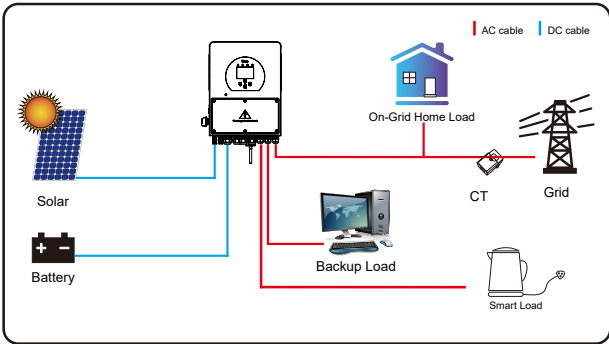 AC cable
DC cable
On-Grid Home Load
Solar
CT
Grid
Backup Load
Battery
Smart Load